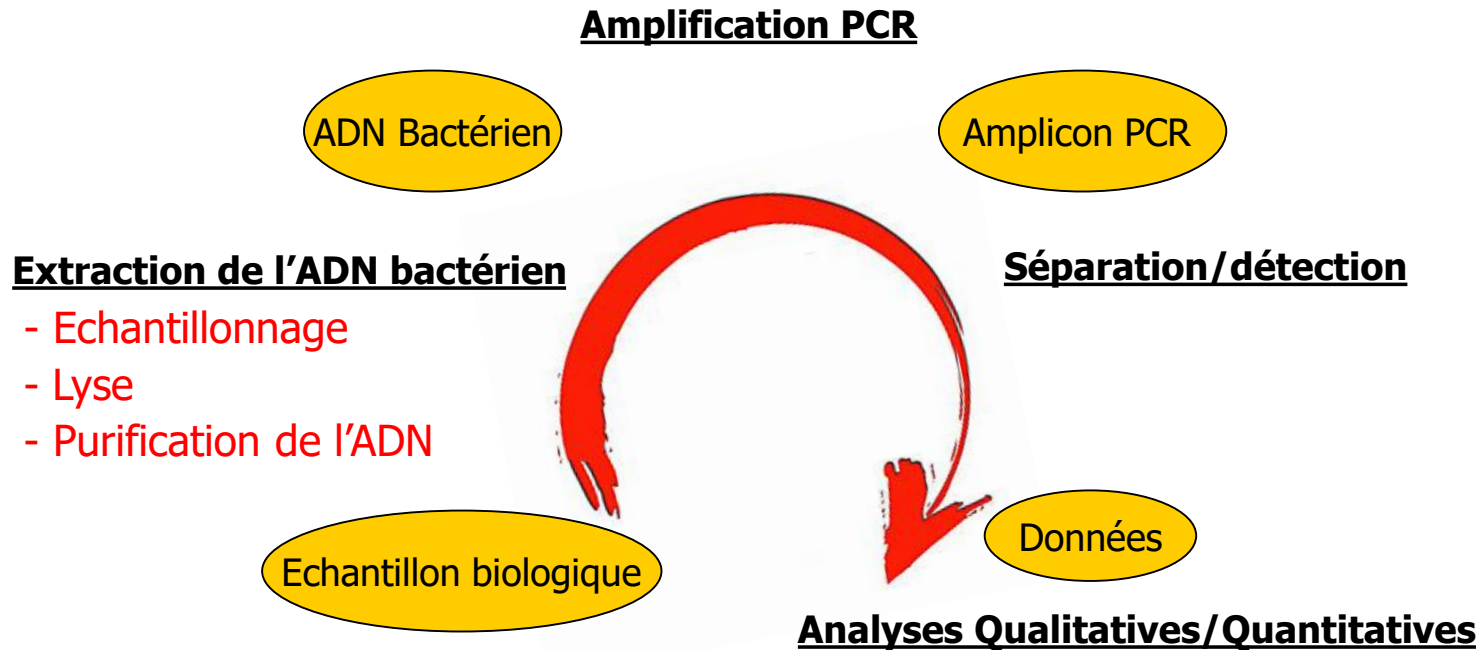 Amplification PCR
ADN Bactérien
Amplicon PCR
Extraction de l’ADN bactérien
Séparation/détection
- Echantillonnage
- Lyse
- Purification de l’ADN
Echantillon biologique
Données
Analyses Qualitatives/Quantitatives